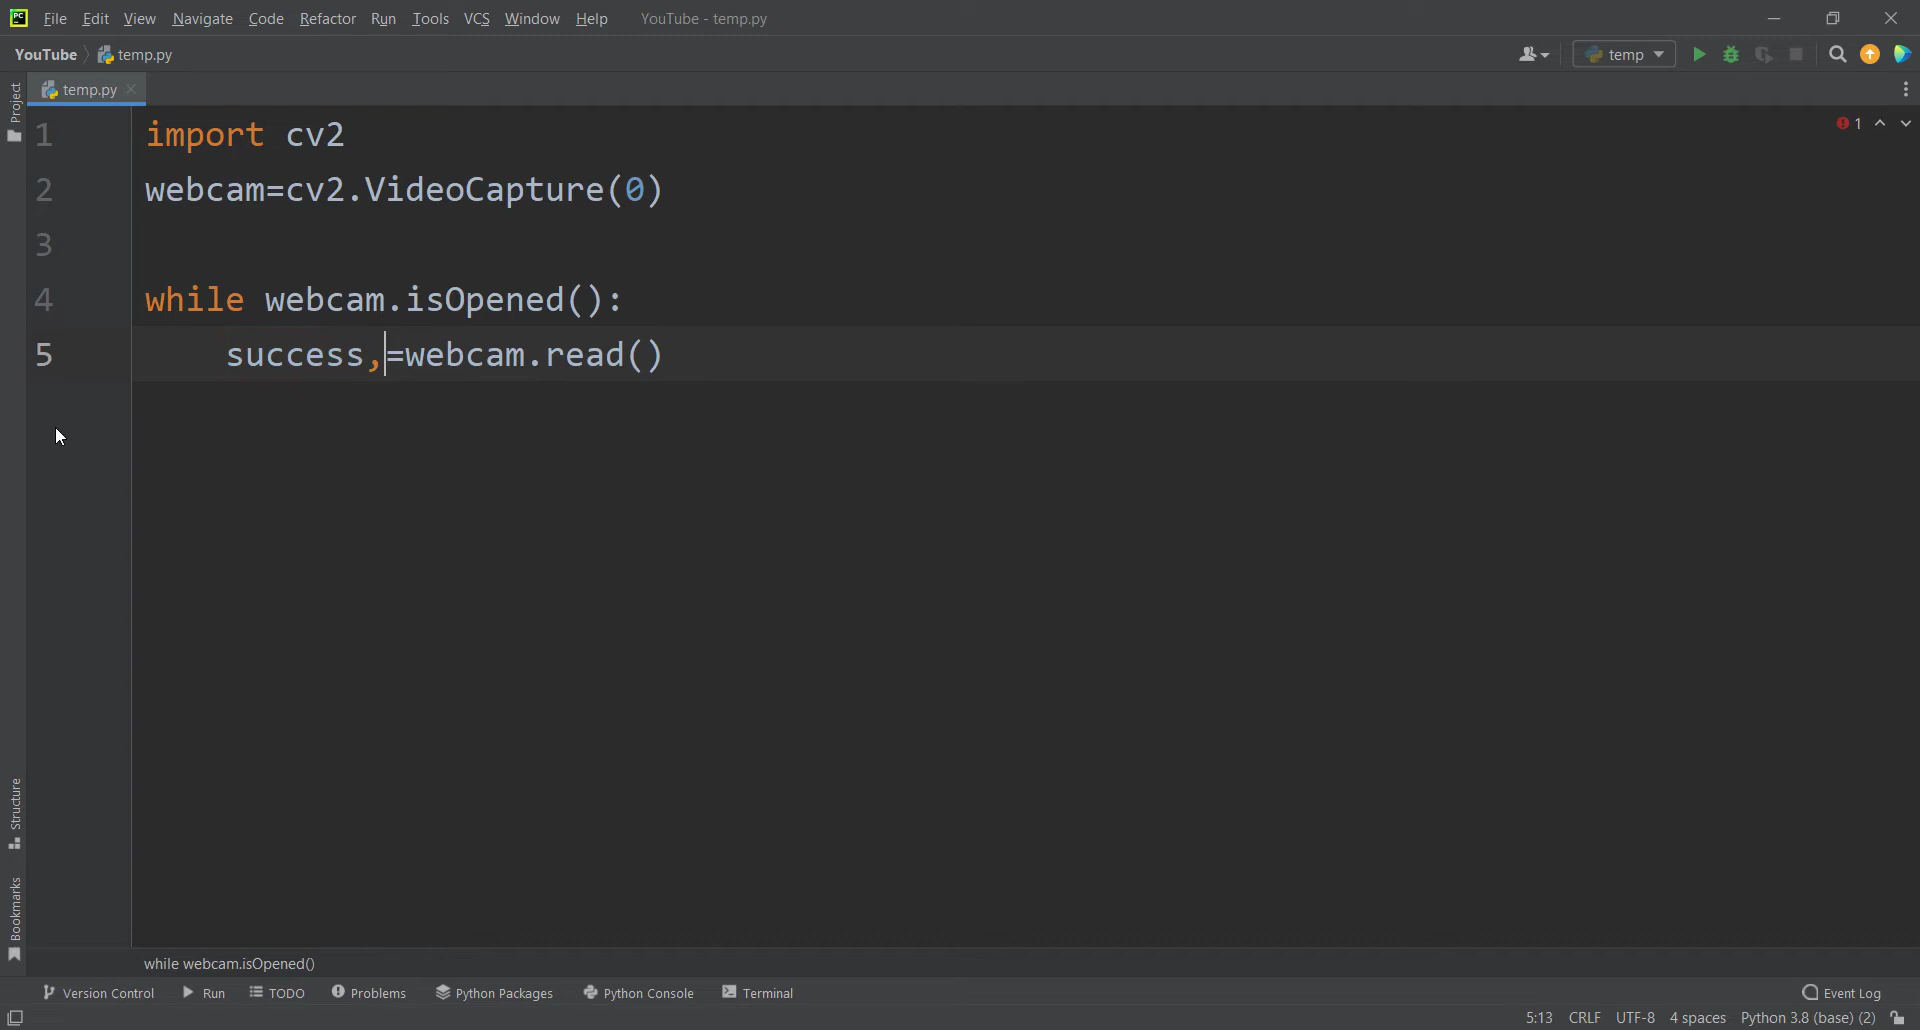 PC File Edit View Navigate Code Refactor Run Tools VCS Window Help YouTube - temp.py
YouTube temp.py temp
Project
temp.py
1 import cv2 1
2 webcam=cv2.VideoCapture(0)
3
4 while webcam.isOpened():
5 success,=webcam.read()
Structure
Bookmarks
while webcam.isOpened()
Version Control Run TODO Problems Python Packages Python Console Terminal Event Log
5:13 CRLF UTF-8 4 spaces Python 3.8 (base) (2)